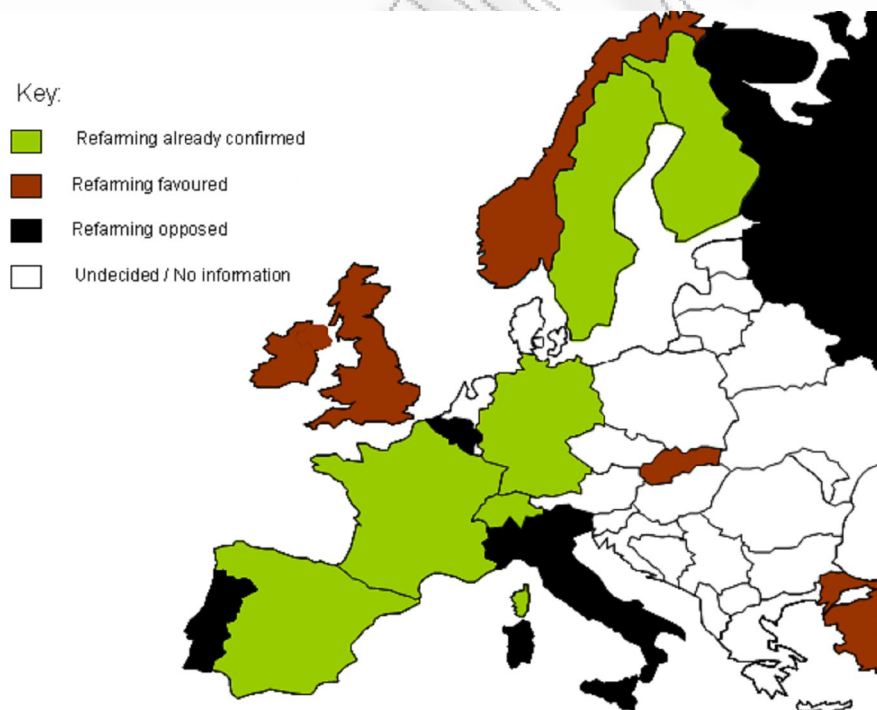 Key:
Refarming already confirmed
Refarming favoured
Refarming opposed
Undecided / No information